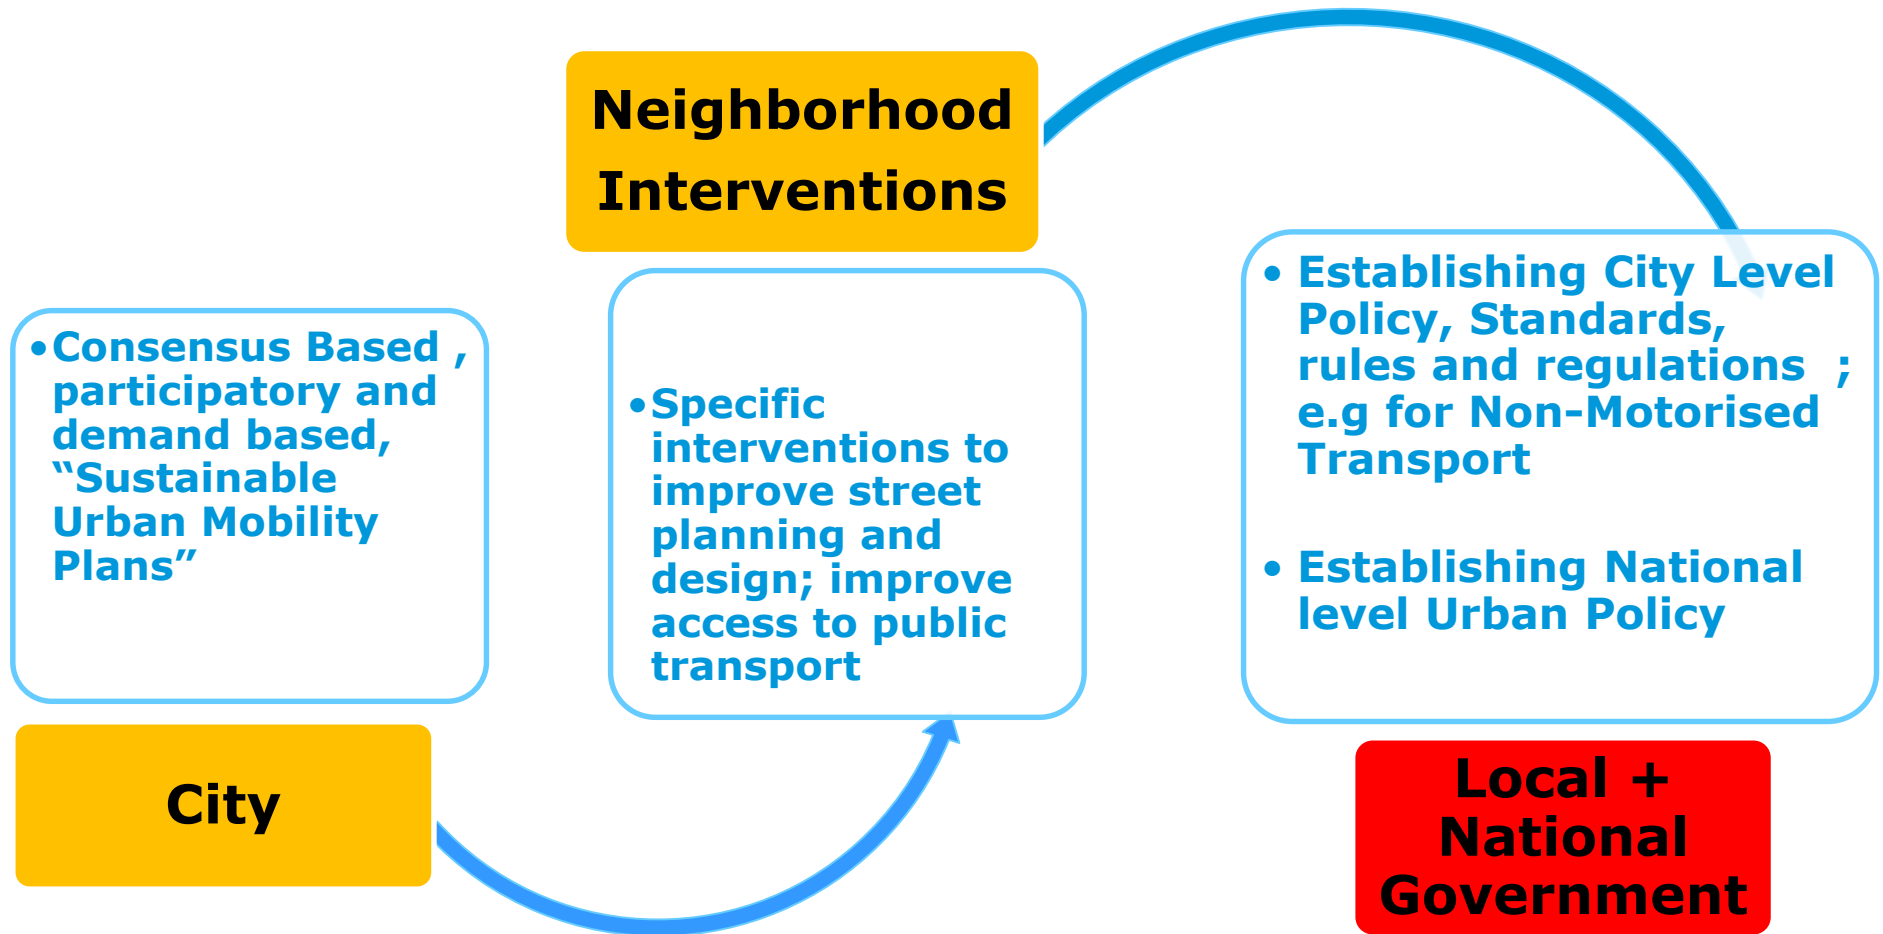 Neighborhood
Interventions
•Consensus Based ,
participatory and
demand based,
“Sustainable
Urban Mobility
Plans”
City
•Specific
interventions to
improve street
planning and
design; improve
access to public
transport
• Establishing City Level
Policy, Standards,
rules and regulations  ;
e.g for Non-Motorised
Transport
• Establishing National
level Urban Policy
Local +
National
Government